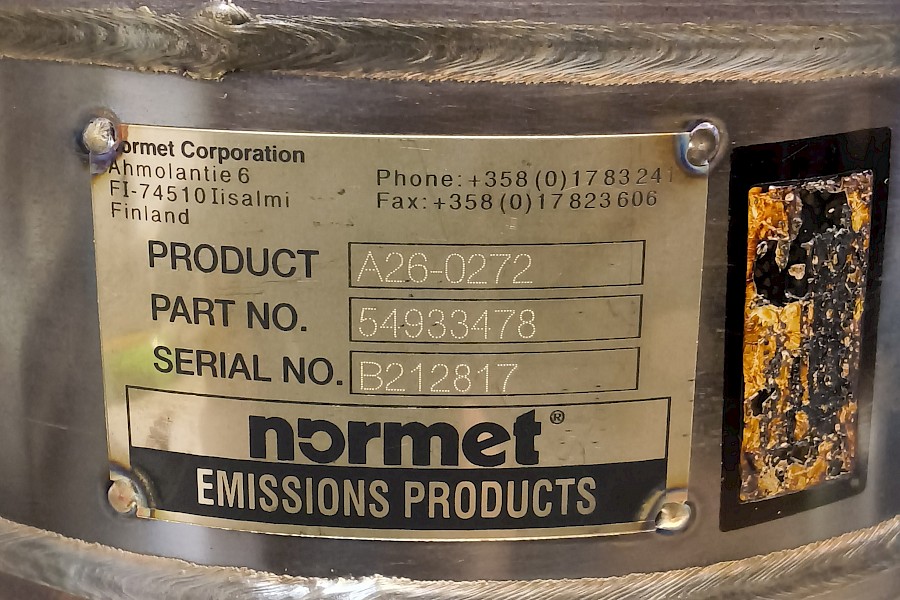 Normet Corporation
Ahmolantie 6
FI-74510 Iisalmi
Finland
Phone: +358 (0) 17 83 241
Fax: +358 (0) 17 823 606
PRODUCT A26-0272
PART NO. 54933478
SERIAL NO. B212817
normet®
EMISSIONS PRODUCTS